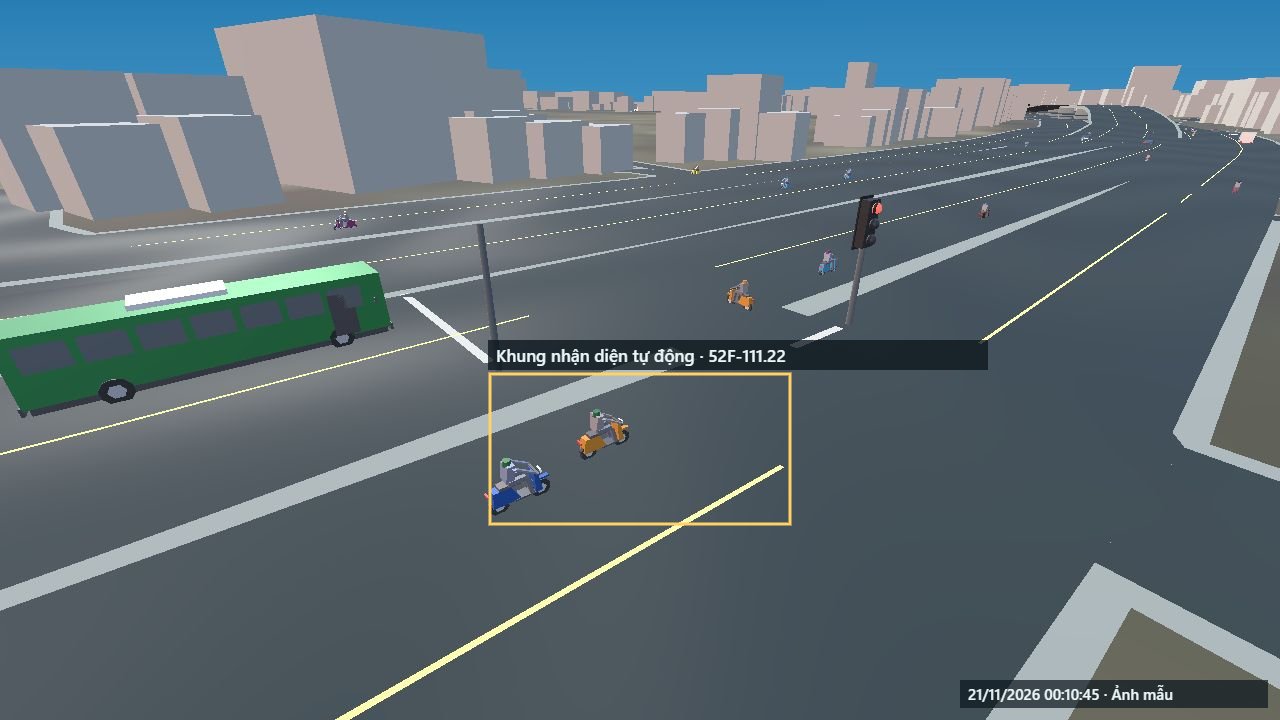 Khung nhận diện tự động · 52F-111.22
21/11/2026 00:10:45 · Ảnh mẫu